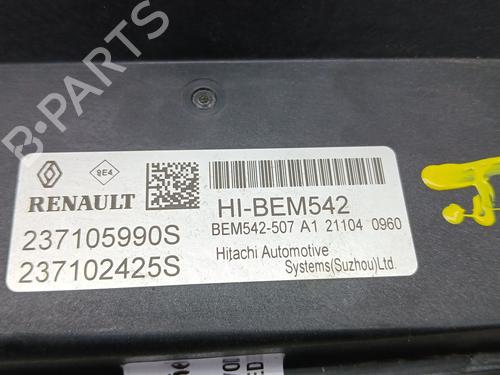 B-PARTS
9E4
RENAULT
HI-BEM542
237105990S
BEM542-507 A1 21104 0960
237102425S
Hitachi Automotive
Systems(Suzhou)Ltd.